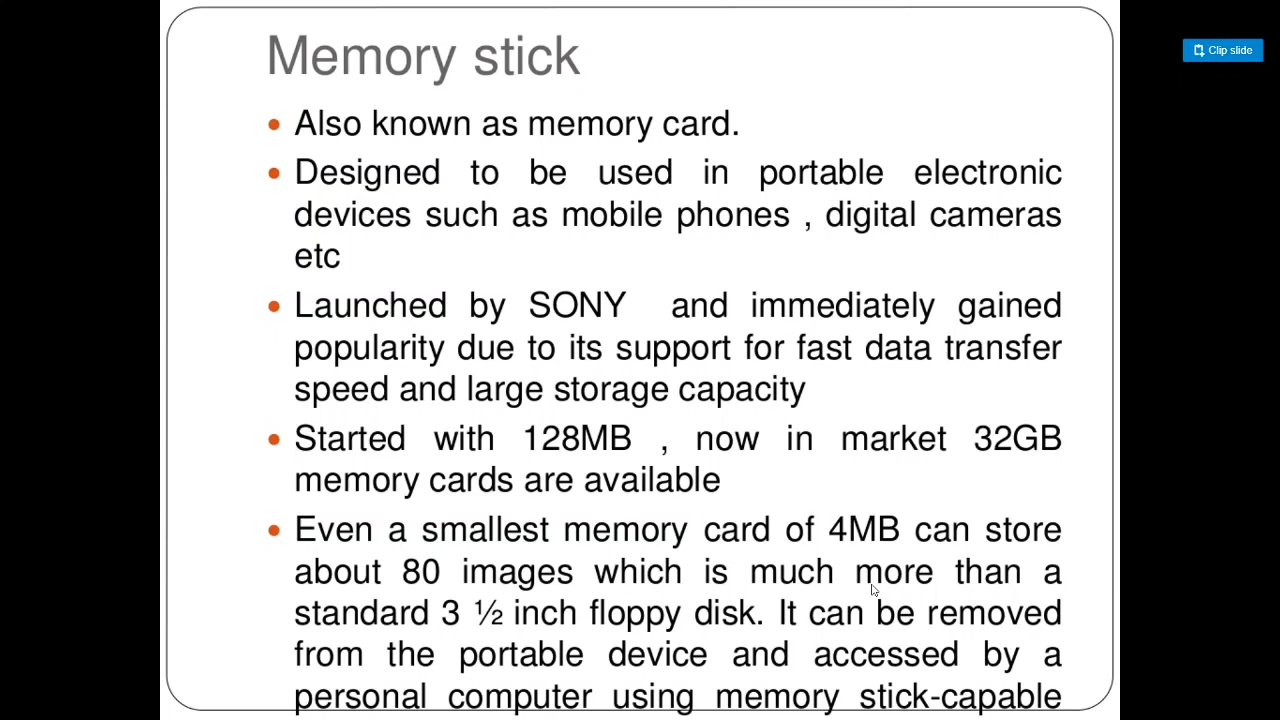 Memory stick
Clip slide
• Also known as memory card.
• Designed to be used in portable electronic
devices such as mobile phones , digital cameras
etc
• Launched by SONY and immediately gained
popularity due to its support for fast data transfer
speed and large storage capacity
• Started with 128MB , now in market 32GB
memory cards are available
• Even a smallest memory card of 4MB can store
about 80 images which is much more than a
standard 3 ½ inch floppy disk. It can be removed
from the portable device and accessed by a
personal computer using memory stick-capable